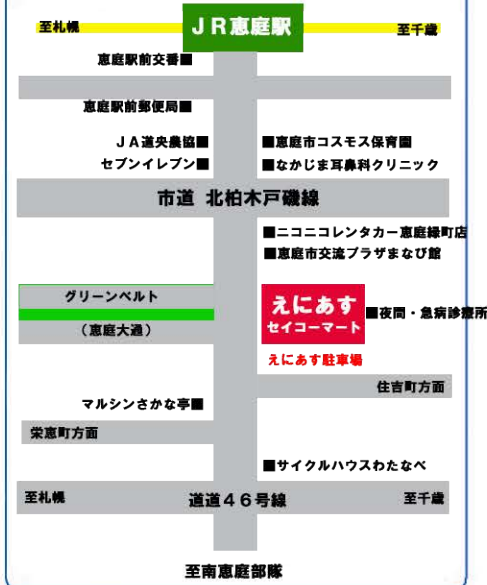 至札幌
JR恵庭駅
至千歳
恵庭駅前交番■
恵庭駅前郵便局■
JA道央農協■
■恵庭市コスモス保育園
セブンイレブン■
■なかじま耳鼻科クリニック
市道 北柏木戸磯線
■ニコニコレンタカー恵庭緑町店
■恵庭市交流プラザまなび館
グリーンベルト
(恵庭大通)
えにあす
セイコーマート
■夜間・急病診療所
えにあす駐車場
住吉町方面
マルシンさかな亭■
栄恵町方面
■サイクルハウスわたなべ
至札幌
道道46号線
至千歳
至南恵庭部隊